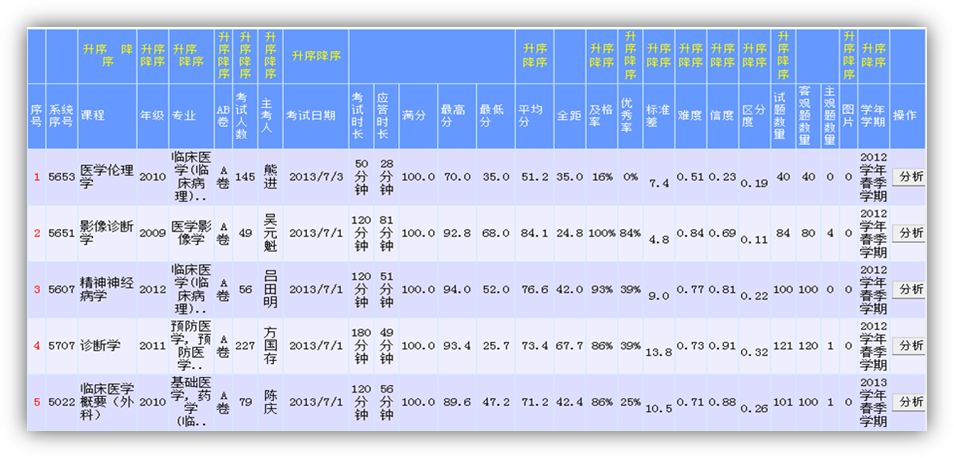 升序 降序 升序降序 升序降序 升序降序 升序降序 升序降序 升序降序 升序降序 升序降序 升序降序 升序降序 升序降序 升序降序 升序降序 升序降序 升序降序 升序降序
序号 系统序号 课程 年级 专业 AB卷 考试人数 主考人 考试日期 考试时长 应答时长 满分 最高分 最低分 平均分 全距 及格率 优秀率 标准差 难度 信度 区分度 试题数量 客观题数量 主观题数量 图片 学年学期 操作
1 5653 医学伦理学 2010 临床医学(临床病理).. A卷 145 熊进 2013/7/3 50分钟 28分钟 100.0 70.0 35.0 51.2 35.0 16% 0% 7.4 0.51 0.23 0.19 40 40 0 0 2012学年春季学期 分析
2 5651 影像诊断学 2009 医学影像学 A卷 49 吴元魁 2013/7/1 120分钟 81分钟 100.0 92.8 68.0 84.1 24.8 100% 84% 4.8 0.84 0.69 0.11 84 80 4 0 2012学年春季学期 分析
3 5607 精神神经病学 2012 临床医学(临床病理).. A卷 56 吕田明 2013/7/1 120分钟 51分钟 100.0 94.0 52.0 76.6 42.0 93% 39% 9.0 0.77 0.81 0.22 100 100 0 0 2012学年春季学期 分析
4 5707 诊断学 2011 预防医学,预防医学.. A卷 227 方国存 2013/7/1 180分钟 49分钟 100.0 93.4 25.7 73.4 67.7 86% 39% 13.8 0.73 0.91 0.32 121 120 1 0 2012学年春季学期 分析
5 5022 临床医学概要（外科） 2010 基础医学,药学(临.. A卷 79 陈庆 2013/7/1 120分钟 56分钟 100.0 89.6 47.2 71.2 42.4 86% 25% 10.5 0.71 0.88 0.26 101 100 1 0 2013学年春季学期 分析